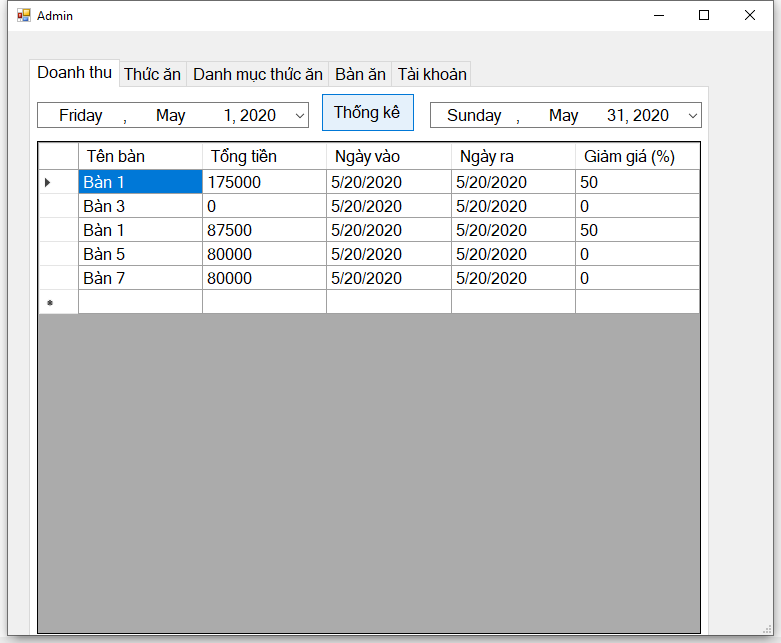 Admin
Doanh thu Thức ăn Danh mục thức ăn Bàn ăn Tài khoản
Friday , May 1, 2020 Thống kê Sunday , May 31, 2020
Tên bàn Tổng tiền Ngày vào Ngày ra Giảm giá (%)
Bàn 1 175000 5/20/2020 5/20/2020 50
Bàn 3 0 5/20/2020 5/20/2020 0
Bàn 1 87500 5/20/2020 5/20/2020 50
Bàn 5 80000 5/20/2020 5/20/2020 0
Bàn 7 80000 5/20/2020 5/20/2020 0